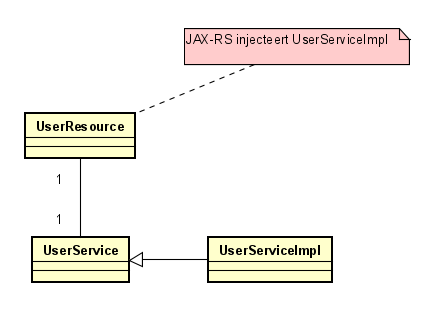 JAX-RS injecteert UserServiceImpl
UserResource
1
1
UserService
UserServiceImpl